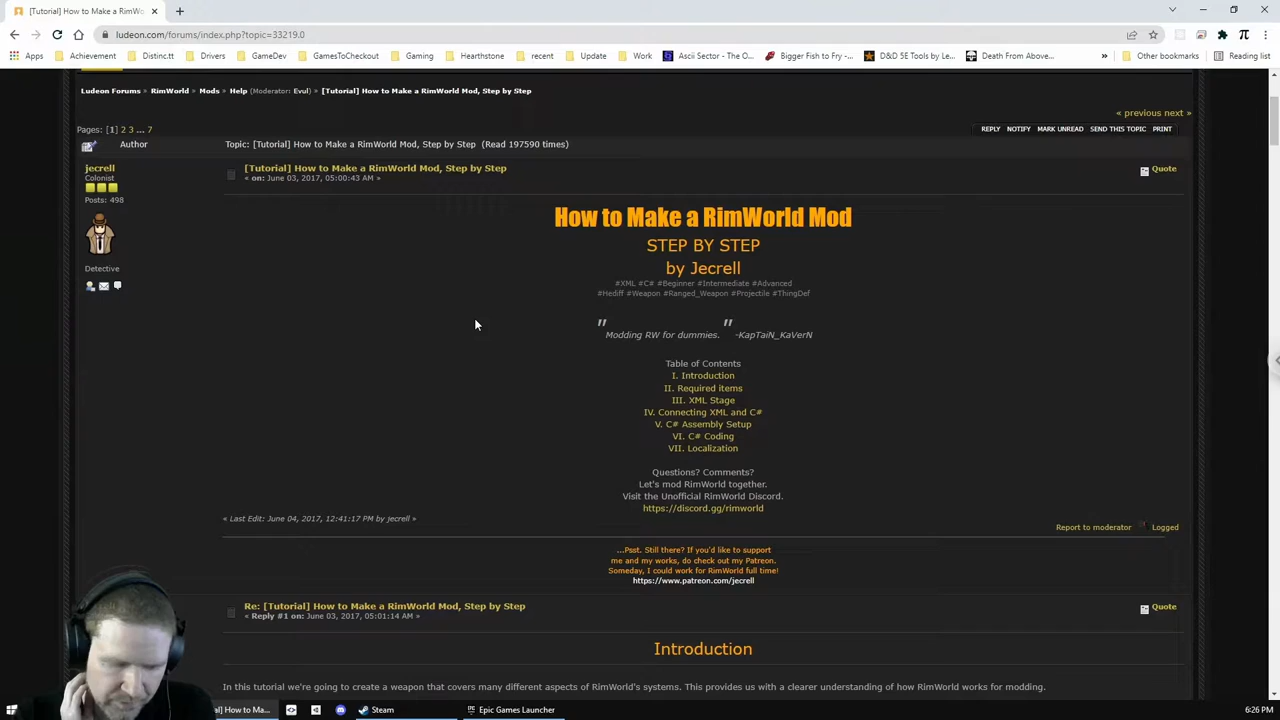 [Tutorial] How to Make a RimWo
ludeon.com/forums/index.php?topic=33219.0
Apps Achievement Distinc.tt Drivers GameDev GamesToCheckout Gaming Hearthstone recent Update Work Ascii Sector - The O... Bigger Fish to Fry -... D&D 5E Tools by Le... Death From Above... » Other bookmarks Reading list
Ludeon Forums » RimWorld » Mods » Help (Moderator: Evul) » [Tutorial] How to Make a RimWorld Mod, Step by Step
« previous next »
Pages: [1] 2 3 ... 7
REPLY NOTIFY MARK UNREAD SEND THIS TOPIC PRINT
Author Topic: [Tutorial] How to Make a RimWorld Mod, Step by Step (Read 197590 times)
jecrell
Colonist
Posts: 498
Detective
[Tutorial] How to Make a RimWorld Mod, Step by Step
« on: June 03, 2017, 05:00:43 AM »
Quote
How to Make a RimWorld Mod
STEP BY STEP
by Jecrell
#XML #C# #Beginner #Intermediate #Advanced
#Hediff #Weapon #Ranged_Weapon #Projectile #ThingDef
"Modding RW for dummies." -KapTaiN_KaVerN
Table of Contents
I. Introduction
II. Required items
III. XML Stage
IV. Connecting XML and C#
V. C# Assembly Setup
VI. C# Coding
VII. Localization
Questions? Comments?
Let's mod RimWorld together.
Visit the Unofficial RimWorld Discord.
https://discord.gg/rimworld
« Last Edit: June 04, 2017, 12:41:17 PM by jecrell »
Report to moderator Logged
...Psst. Still there? If you'd like to support
me and my works, do check out my Patreon.
Someday, I could work for RimWorld full time!
https://www.patreon.com/jecrell
Re: [Tutorial] How to Make a RimWorld Mod, Step by Step
« Reply #1 on: June 03, 2017, 05:01:14 AM »
Quote
Introduction
In this tutorial we're going to create a weapon that covers many different aspects of RimWorld's systems. This provides us with a clearer understanding of how RimWorld works for modding.
al] How to Ma... Steam Epic Games Launcher 6:26 PM